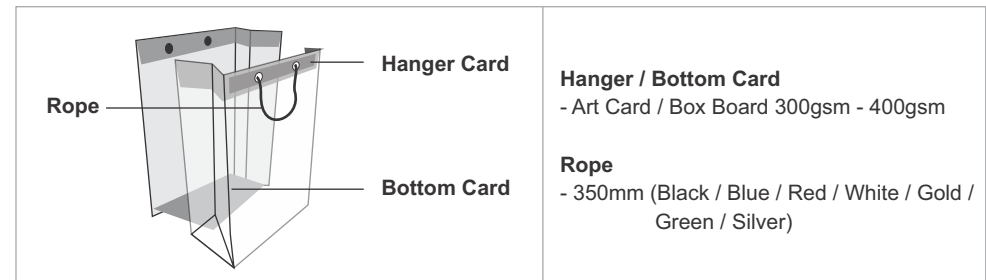 Hanger Card
Rope
Bottom Card
Hanger / Bottom Card
- Art Card / Box Board 300gsm - 400gsm
Rope
- 350mm (Black / Blue / Red / White / Gold /
Green / Silver)